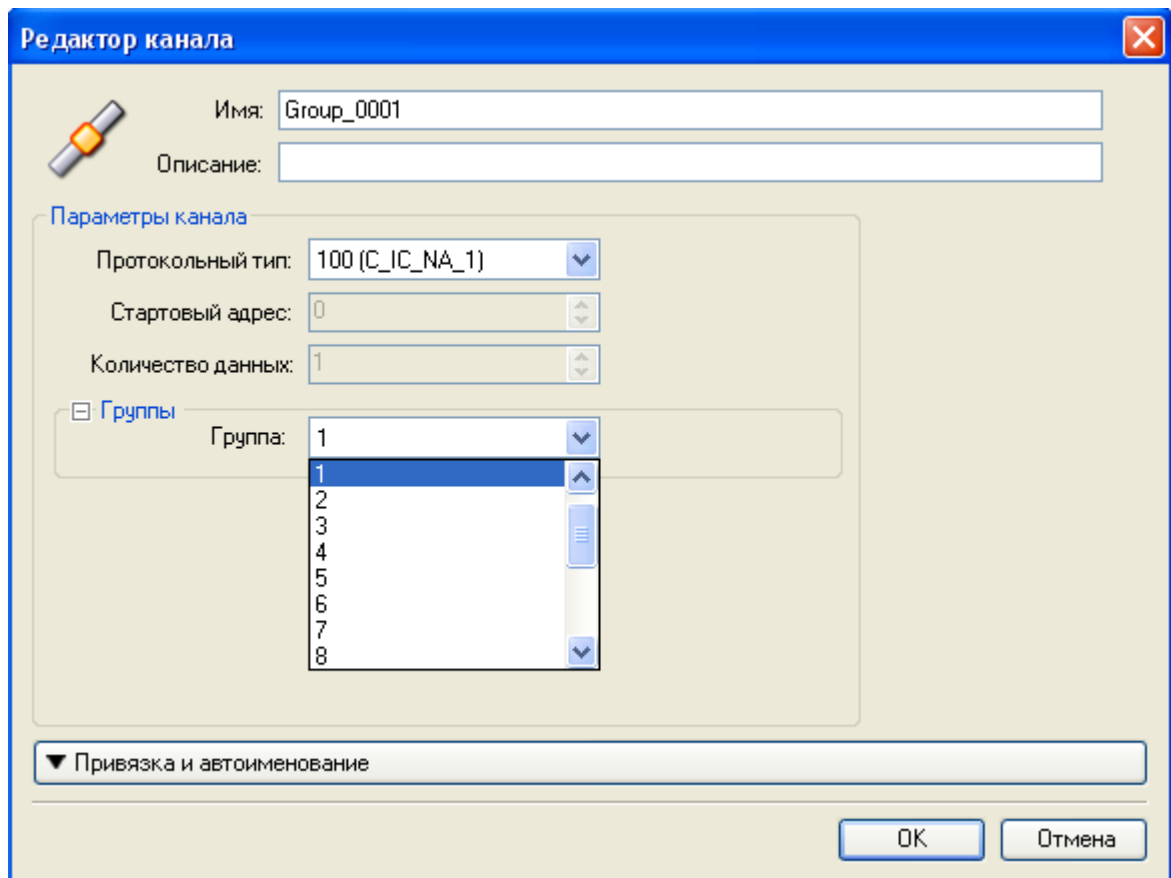 Редактор канала
Имя: Group_0001
Описание:
Параметры канала
Протокольный тип: 100 (C_IC_NA_1)
Стартовый адрес: 0
Количество данных: 1
Группы
Группа: 1
1
2
3
4
5
6
7
8
Привязка и автоименование
OK Отмена